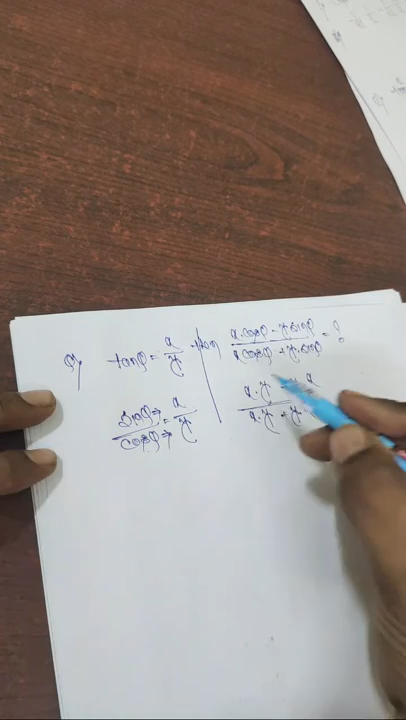 Q, tanθ = x/y then (x.cosθ - y.sinθ)/(x cosθ + y.sinθ) = ?
sinθ ⇒/cosθ ⇒ = x/y
x.y - x/x.y + y.